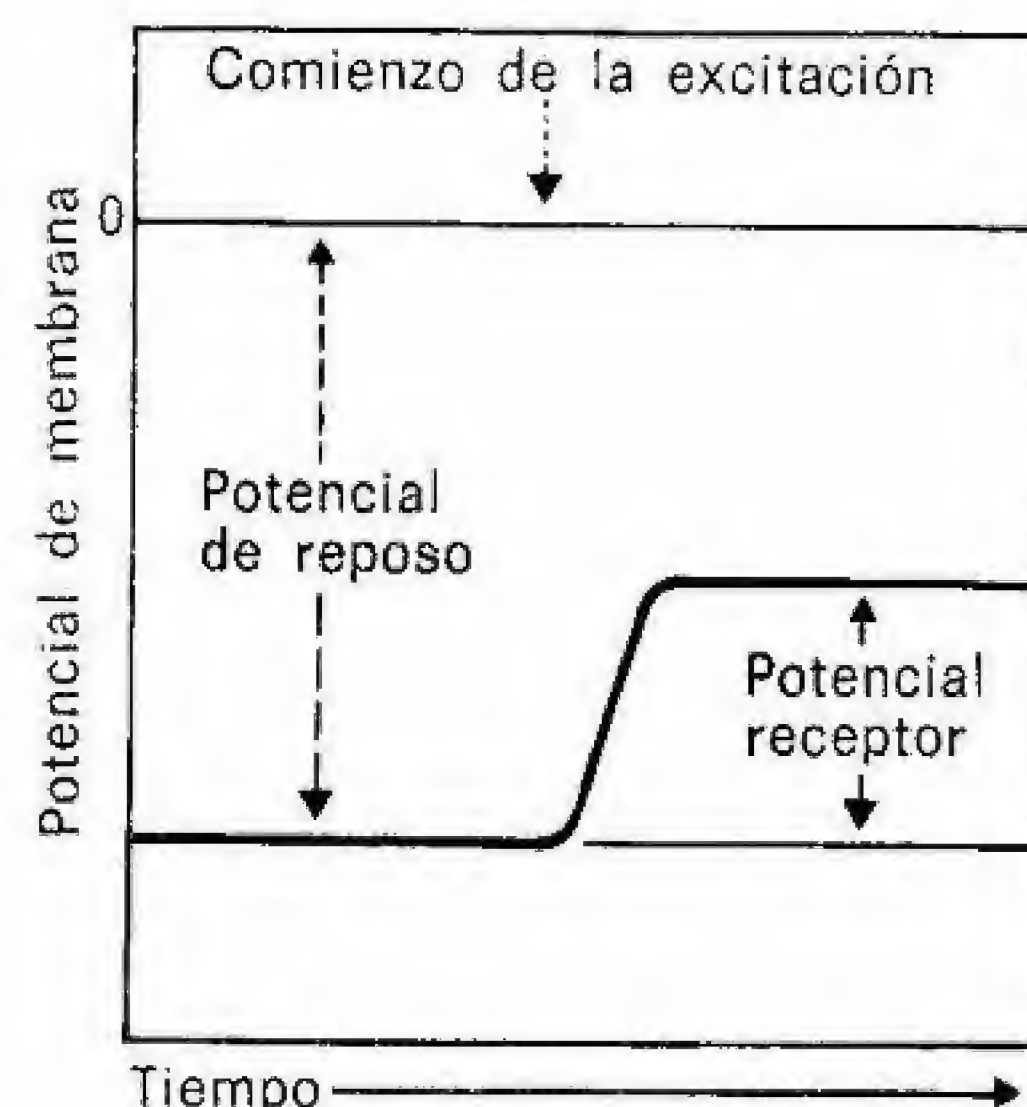 Comienzo de la excitación
0
Potencial de membrana
Potencial
de reposo
Potencial
receptor
Tiempo